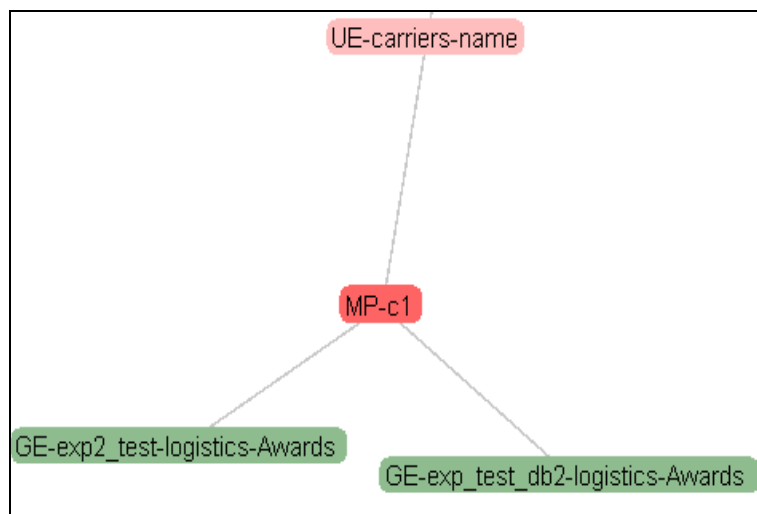 UE-carriers-name
MP-c1
GE-exp2_test-logistics-Awards
GE-exp_test_db2-logistics-Awards